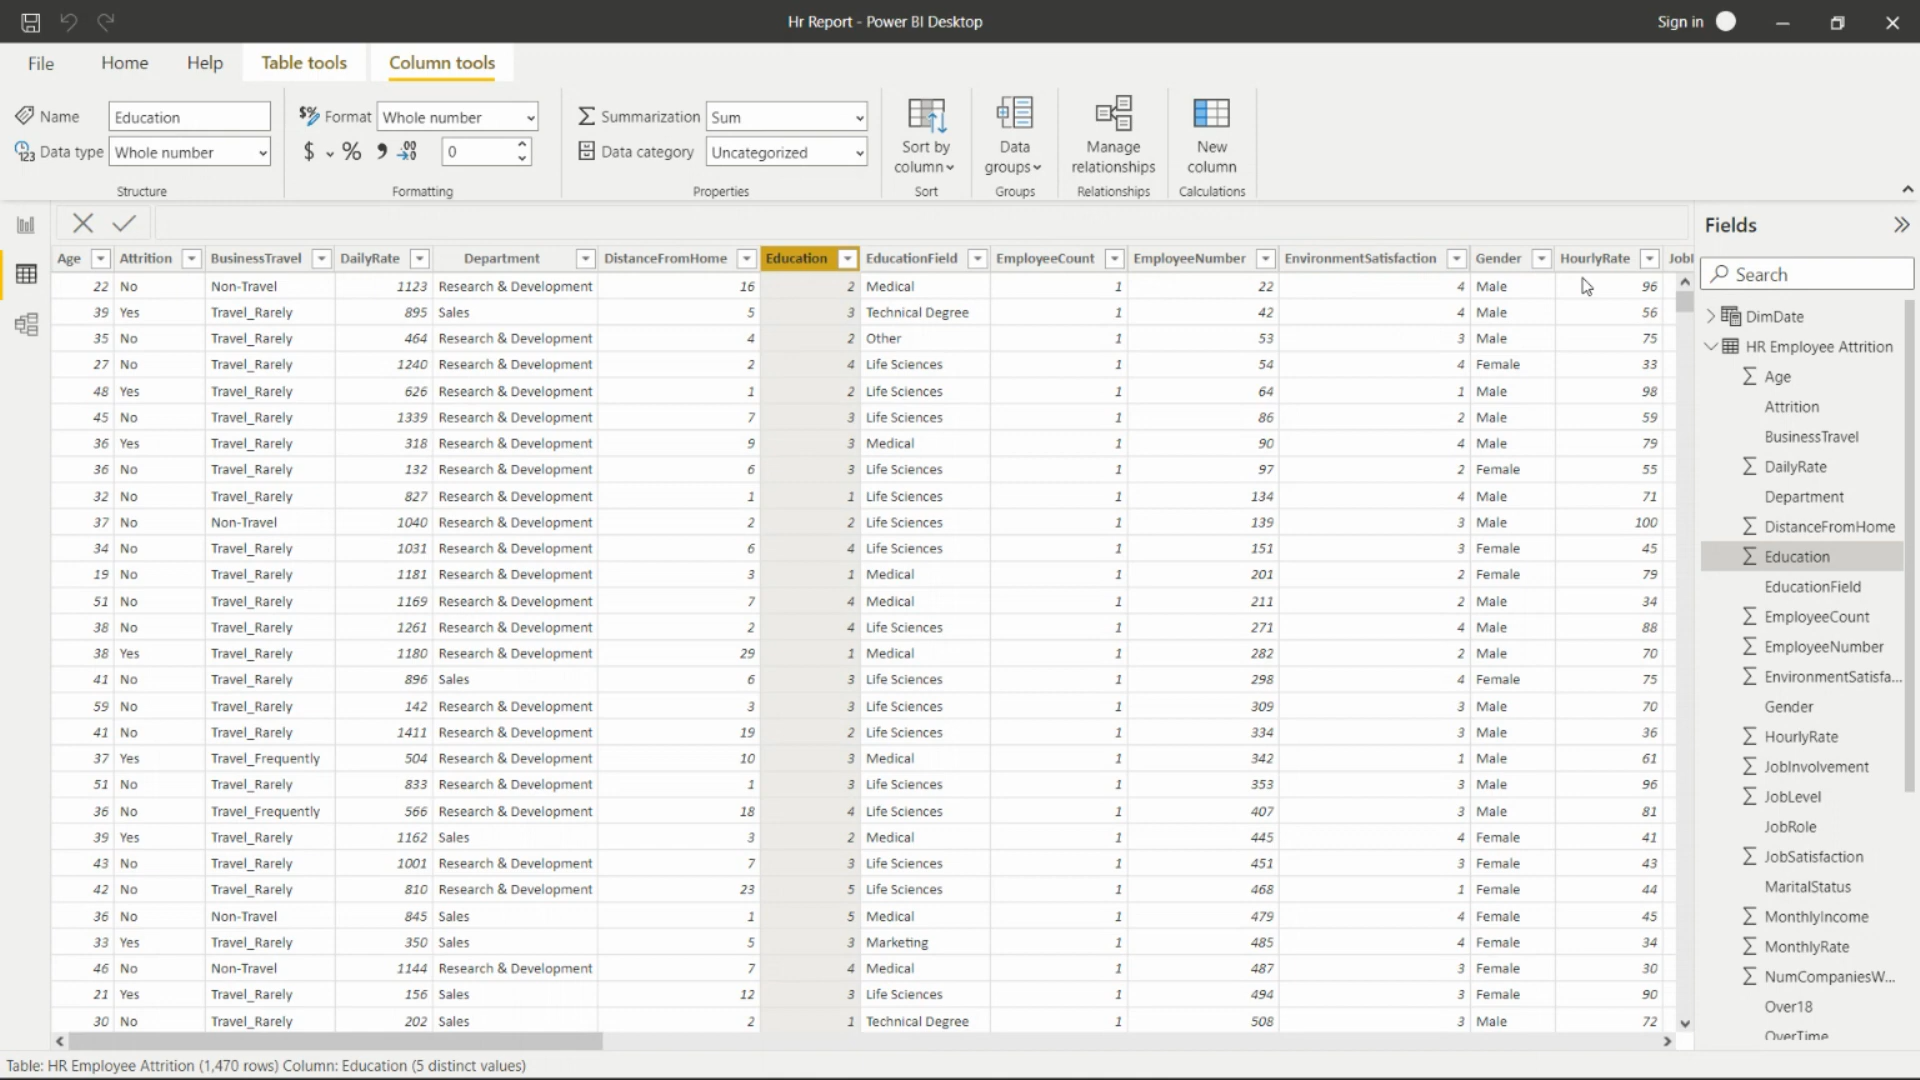 Hr Report - Power BI Desktop
Sign in
File Home Help Table tools Column tools
Name Education
Data type Whole number
Structure
Format Whole number
$ % 0
Formatting
Summarization Sum
Data category Uncategorized
Properties
Sort by column
Sort
Data groups
Groups
Manage relationships
Relationships
New column
Calculations
Age Attrition BusinessTravel DailyRate Department DistanceFromHome Education EducationField EmployeeCount EmployeeNumber EnvironmentSatisfaction Gender HourlyRate
22 No Non-Travel 1123 Research & Development 16 2 Medical 1 22 4 Male 96
39 Yes Travel_Rarely 895 Sales 5 3 Technical Degree 1 42 4 Male 56
35 No Travel_Rarely 464 Research & Development 4 2 Other 1 53 3 Male 75
27 No Travel_Rarely 1240 Research & Development 2 4 Life Sciences 1 54 4 Female 33
48 Yes Travel_Rarely 626 Research & Development 1 2 Life Sciences 1 64 1 Male 98
45 No Travel_Rarely 1339 Research & Development 7 3 Life Sciences 1 86 2 Male 59
36 Yes Travel_Rarely 318 Research & Development 9 3 Medical 1 90 4 Male 79
36 No Travel_Rarely 132 Research & Development 6 3 Life Sciences 1 97 2 Female 55
32 No Travel_Rarely 827 Research & Development 1 1 Life Sciences 1 134 4 Male 71
37 No Non-Travel 1040 Research & Development 2 2 Life Sciences 1 139 3 Male 100
34 No Travel_Rarely 1031 Research & Development 6 4 Life Sciences 1 151 3 Female 45
19 No Travel_Rarely 1181 Research & Development 3 1 Medical 1 201 2 Female 79
51 No Travel_Rarely 1169 Research & Development 7 4 Medical 1 211 2 Male 34
38 No Travel_Rarely 1261 Research & Development 2 4 Life Sciences 1 271 4 Male 88
38 Yes Travel_Rarely 1180 Research & Development 29 1 Medical 1 282 2 Male 70
41 No Travel_Rarely 896 Sales 6 3 Life Sciences 1 298 4 Female 75
59 No Travel_Rarely 142 Research & Development 3 3 Life Sciences 1 309 3 Male 70
41 No Travel_Rarely 1411 Research & Development 19 2 Life Sciences 1 334 3 Male 36
37 Yes Travel_Frequently 504 Research & Development 10 3 Medical 1 342 1 Male 61
51 No Travel_Rarely 833 Research & Development 1 3 Life Sciences 1 353 3 Male 96
36 No Travel_Frequently 566 Research & Development 18 4 Life Sciences 1 407 3 Male 81
39 Yes Travel_Rarely 1162 Sales 3 2 Medical 1 445 4 Female 41
43 No Travel_Rarely 1001 Research & Development 7 3 Life Sciences 1 451 3 Female 43
42 No Travel_Rarely 810 Research & Development 23 5 Life Sciences 1 468 1 Female 44
36 No Non-Travel 845 Sales 1 5 Medical 1 479 4 Female 45
33 Yes Travel_Rarely 350 Sales 5 3 Marketing 1 485 4 Female 34
46 No Non-Travel 1144 Research & Development 7 4 Medical 1 487 3 Female 30
21 Yes Travel_Rarely 156 Sales 12 3 Life Sciences 1 494 3 Female 90
30 No Travel_Rarely 202 Sales 2 1 Technical Degree 1 508 3 Male 72
Fields
Search
DimDate
HR Employee Attrition
Age
Attrition
BusinessTravel
DailyRate
Department
DistanceFromHome
Education
EducationField
EmployeeCount
EmployeeNumber
EnvironmentSatisfa...
Gender
HourlyRate
JobInvolvement
JobLevel
JobRole
JobSatisfaction
MaritalStatus
MonthlyIncome
MonthlyRate
NumCompaniesW...
Over18
OverTime
Table: HR Employee Attrition (1,470 rows) Column: Education (5 distinct values)